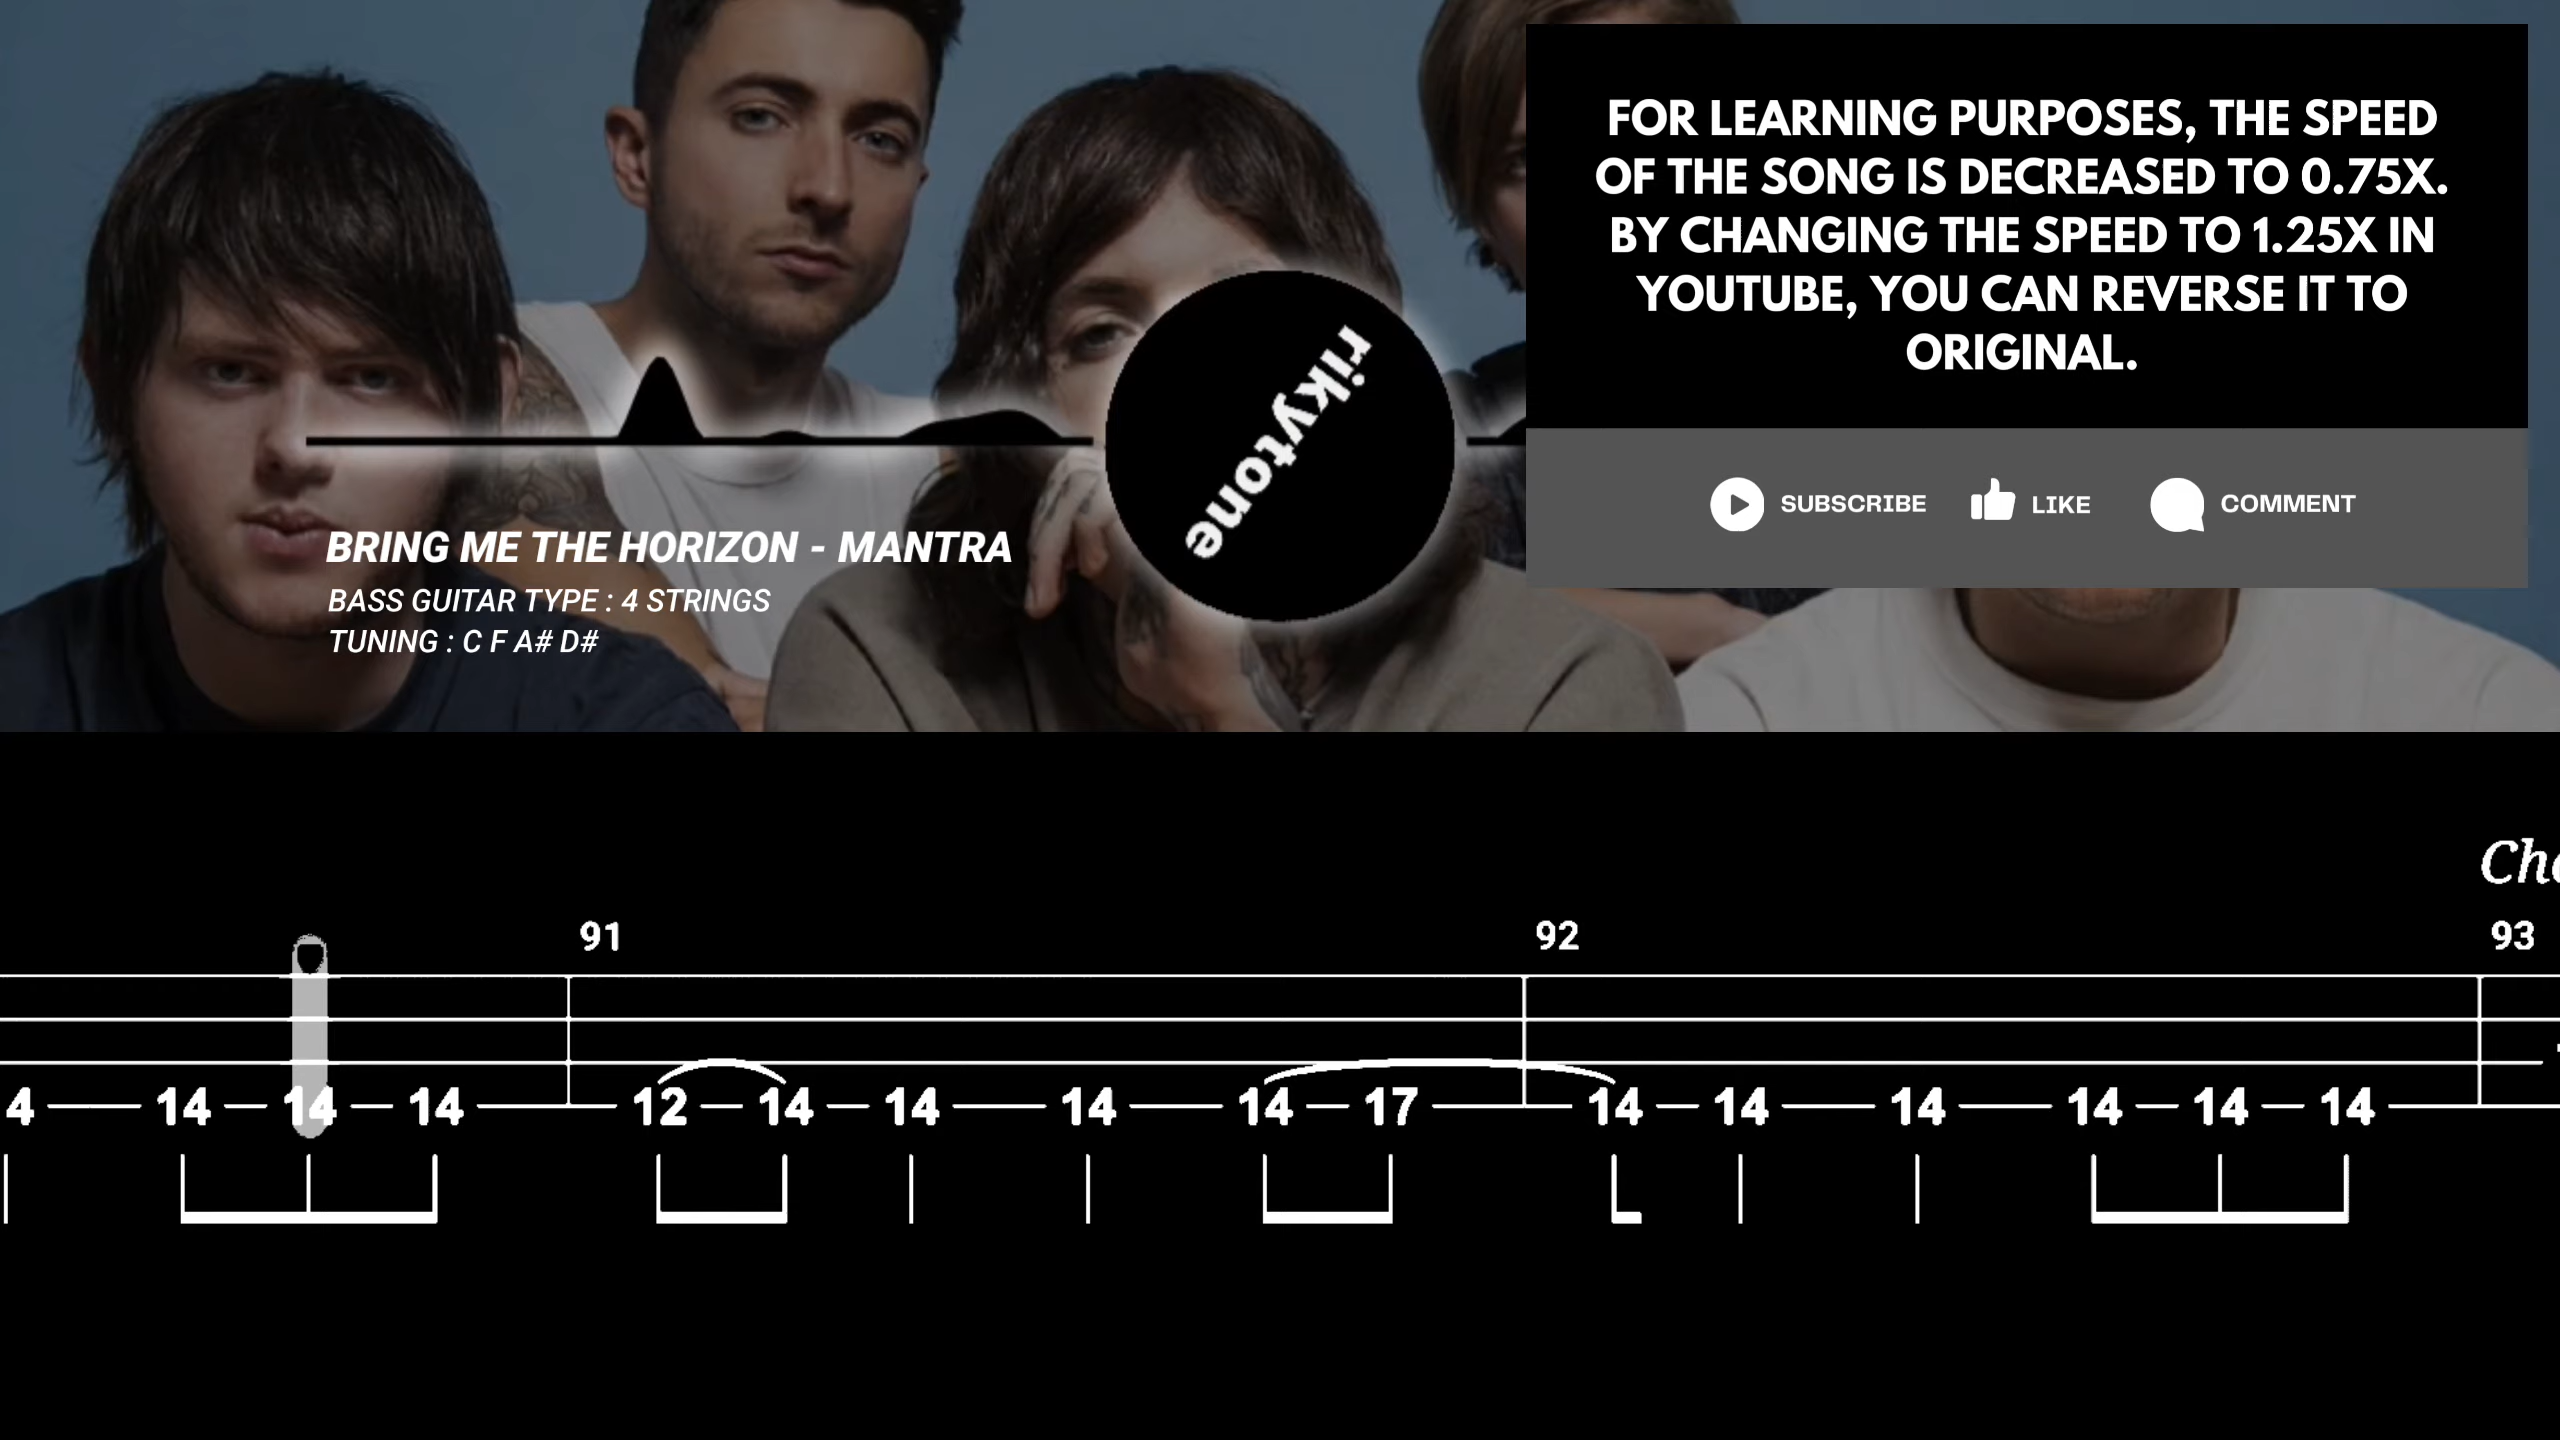 FOR LEARNING PURPOSES, THE SPEED
OF THE SONG IS DECREASED TO 0.75X.
BY CHANGING THE SPEED TO 1.25X IN
YOUTUBE, YOU CAN REVERSE IT TO
ORIGINAL.
SUBSCRIBE LIKE COMMENT
rikytone
BRING ME THE HORIZON - MANTRA
BASS GUITAR TYPE : 4 STRINGS
TUNING : C F A# D#
91 92 93
4 14 14 14 12 14 14 14 14 17 14 14 14 14 14 14